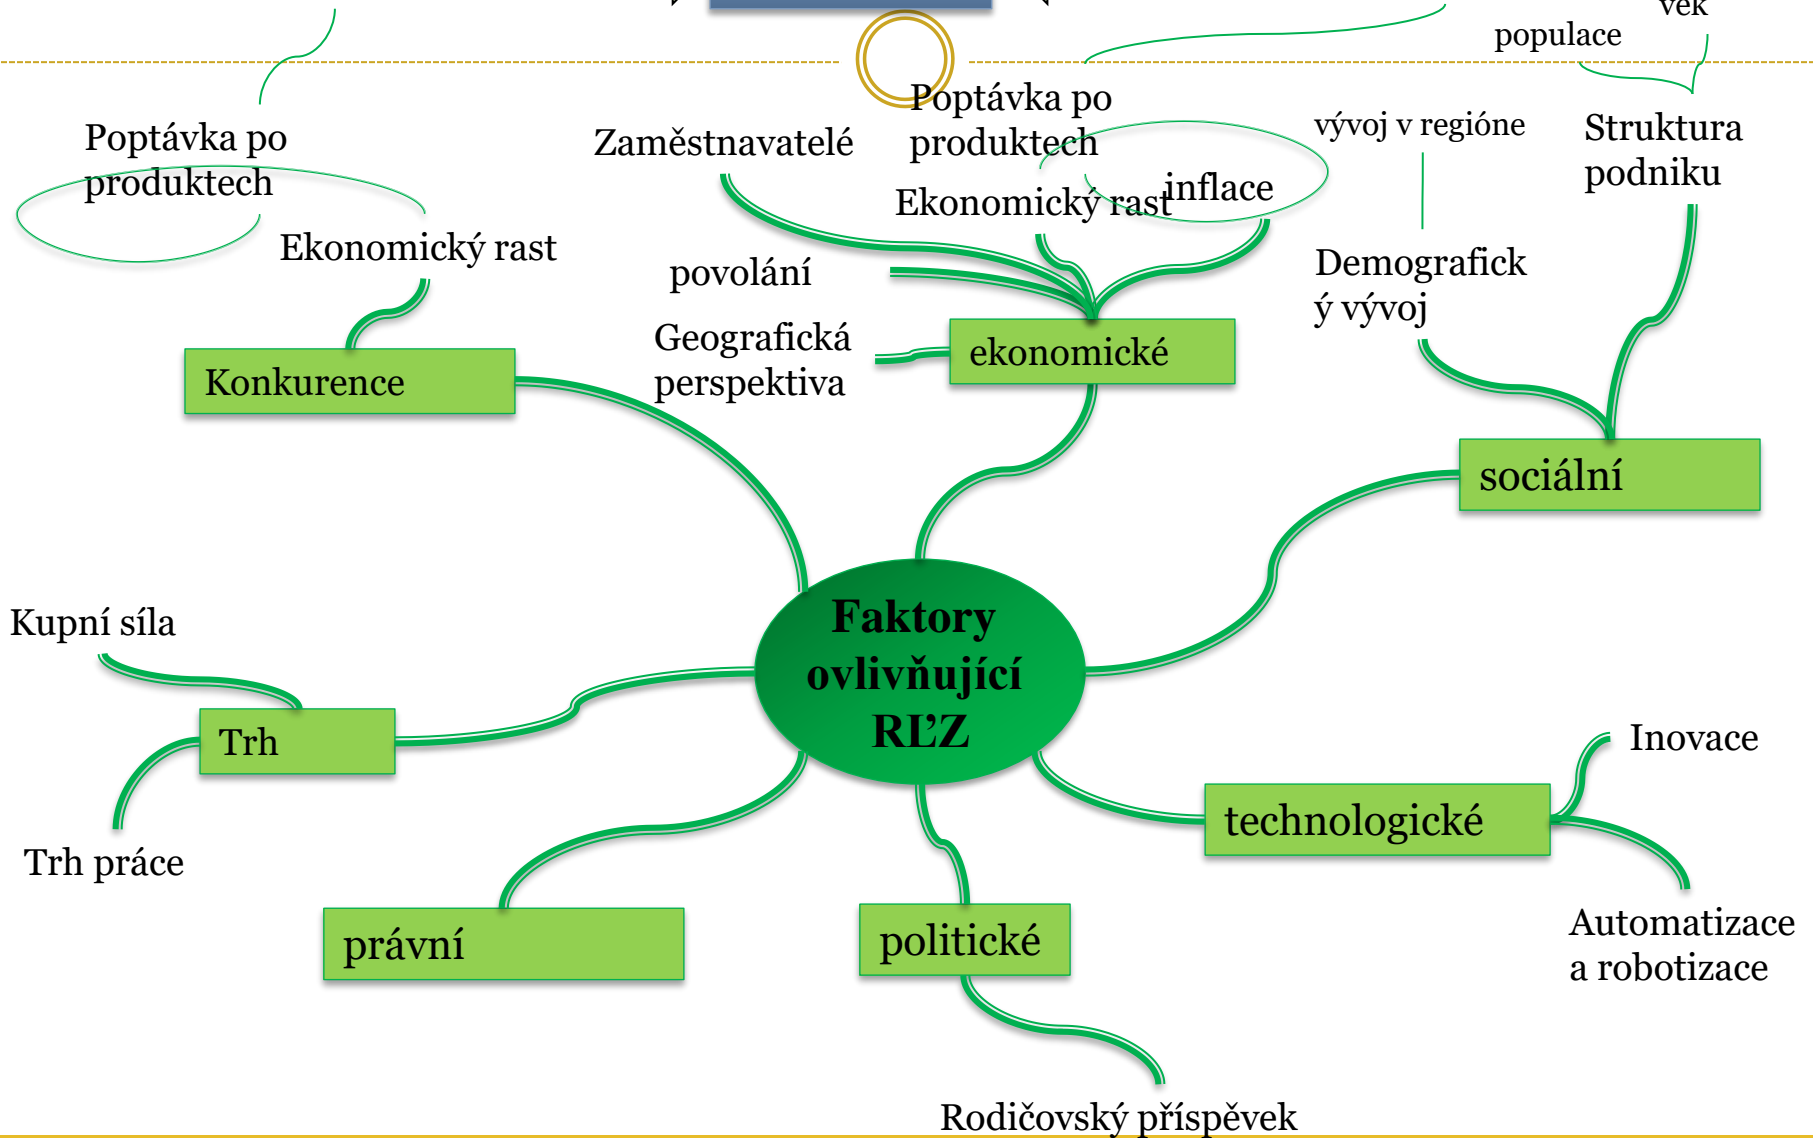 věk
populace
Poptávka po
produktech
Zaměstnavatelé
Poptávka po
produktech
vývoj v regióne
Struktura
podniku
Ekonomický rast
inflace
Ekonomický rast
povolání
Demografick
ý vývoj
Geografická
perspektiva
ekonomické
Konkurence
sociální
Faktory
ovlivňující
RĽZ
Kupní síla
Trh
Inovace
technologické
Trh práce
právní
politické
Automatizace
a robotizace
Rodičovský příspěvek